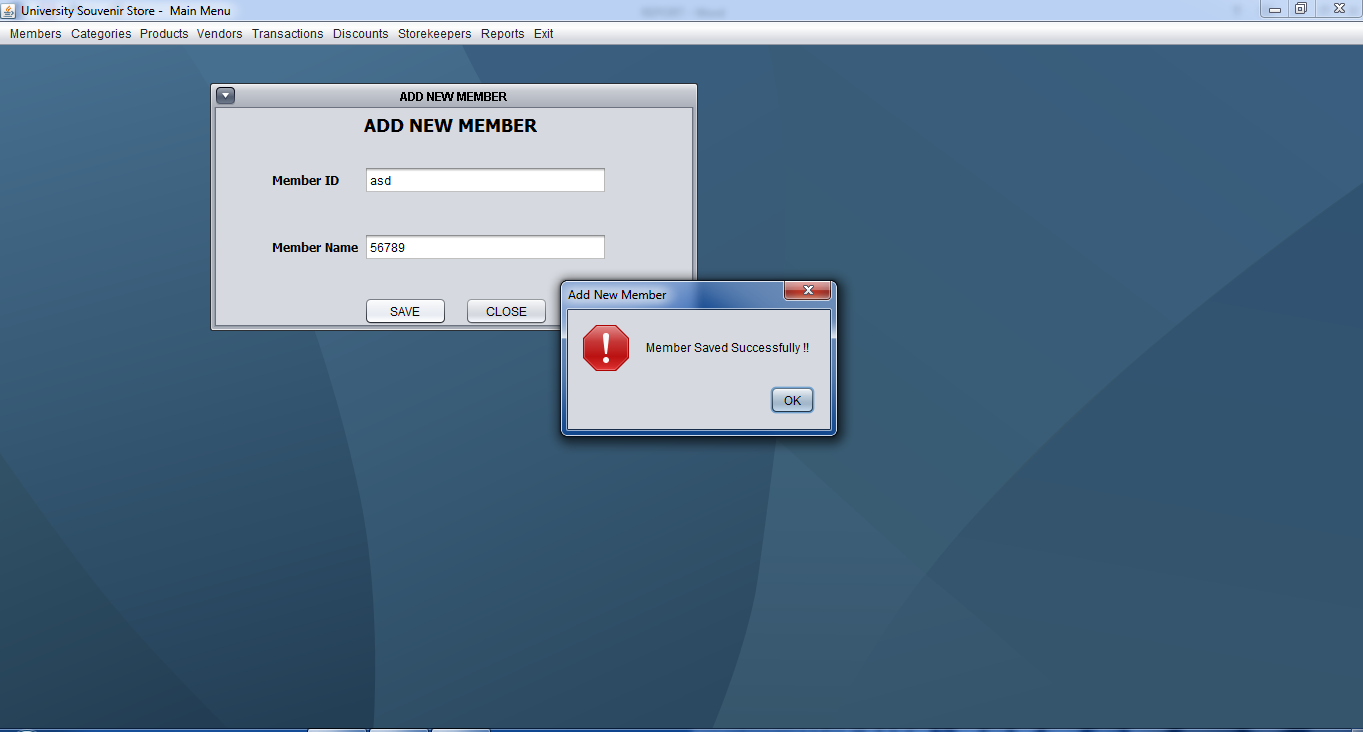 University Souvenir Store -  Main Menu
Members Categories Products Vendors Transactions Discounts Storekeepers Reports Exit
ADD NEW MEMBER
ADD NEW MEMBER
Member ID asd
Member Name 56789
SAVE CLOSE
Add New Member
Member Saved Successfully !!
OK